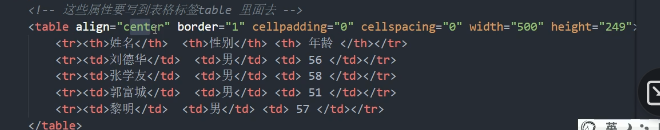 <!-- 这些属性要写到表格标签table 里面去 -->
<table align="center" border="1" cellpadding="0" cellspacing="0" width="500" height="249">
<tr><th>姓名</th>  <th>性别</th> <th> 年龄 </th></tr>
<tr><td>刘德华</td>  <td>男</td> <td> 56 </td></tr>
<tr><td>张学友</td>  <td>男</td> <td> 58 </td></tr>
<tr><td>郭富城</td>  <td>男</td> <td> 51 </td></tr>
<tr><td>黎明</td>  <td>男</td> <td> 57 </td></tr>
</table>
英